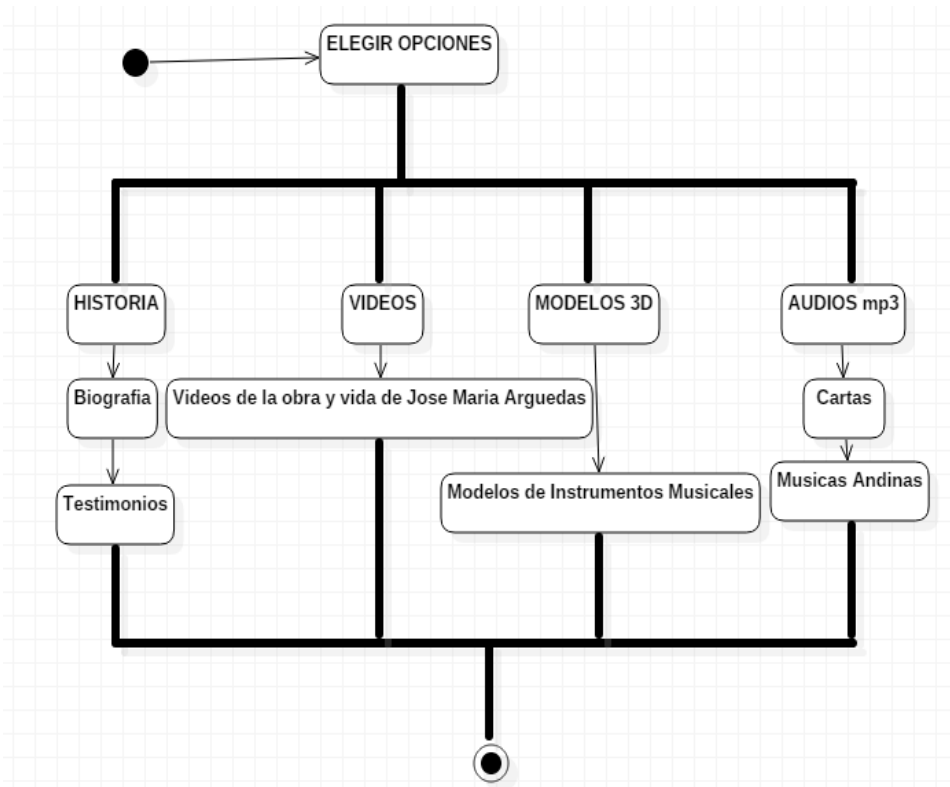 ELEGIR OPCIONES
HISTORIA
VIDEOS
MODELOS 3D
AUDIOS mp3
Biografia
Videos de la obra y vida de Jose Maria Arguedas
Cartas
Testimonios
Modelos de Instrumentos Musicales
Musicas Andinas